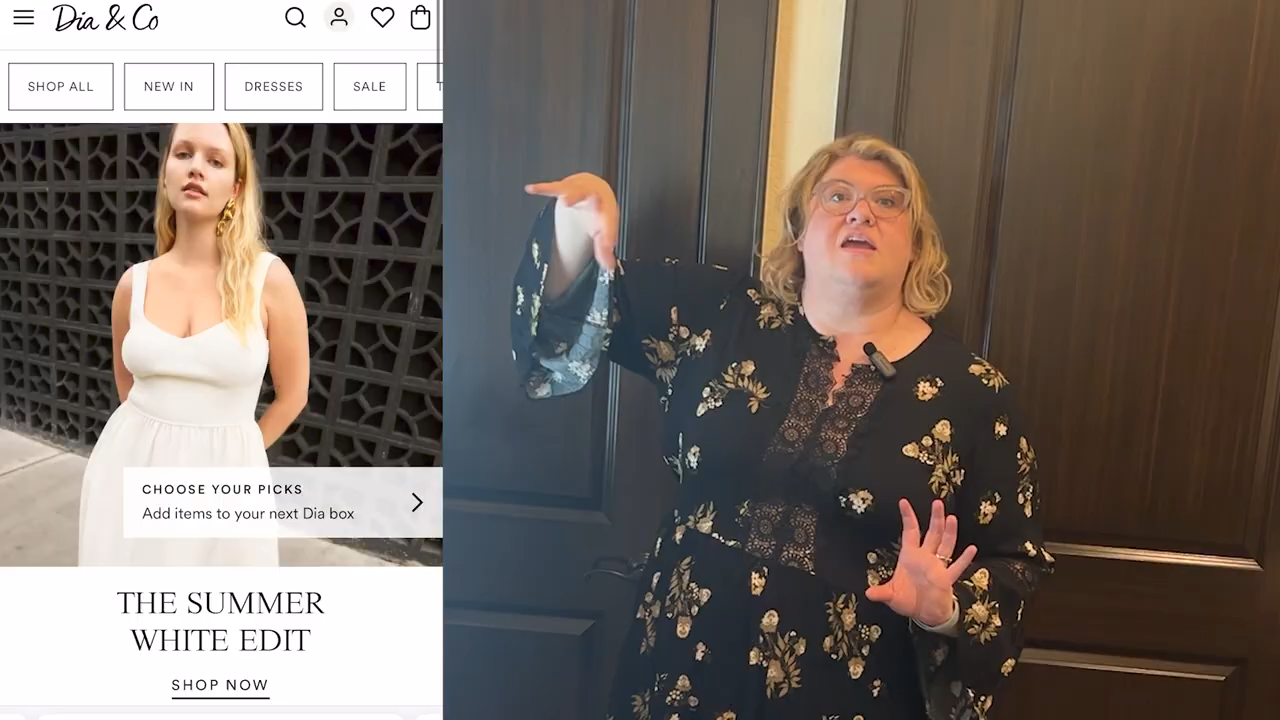 Dia & Co
SHOP ALL
NEW IN
DRESSES
SALE
CHOOSE YOUR PICKS
Add items to your next Dia box
THE SUMMER
WHITE EDIT
SHOP NOW